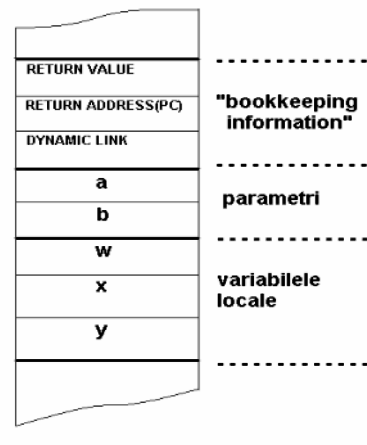 RETURN VALUE
RETURN ADDRESS(PC)
DYNAMIC LINK
"bookkeeping
information"
a
b
parametri
w
x
y
variabilele
locale